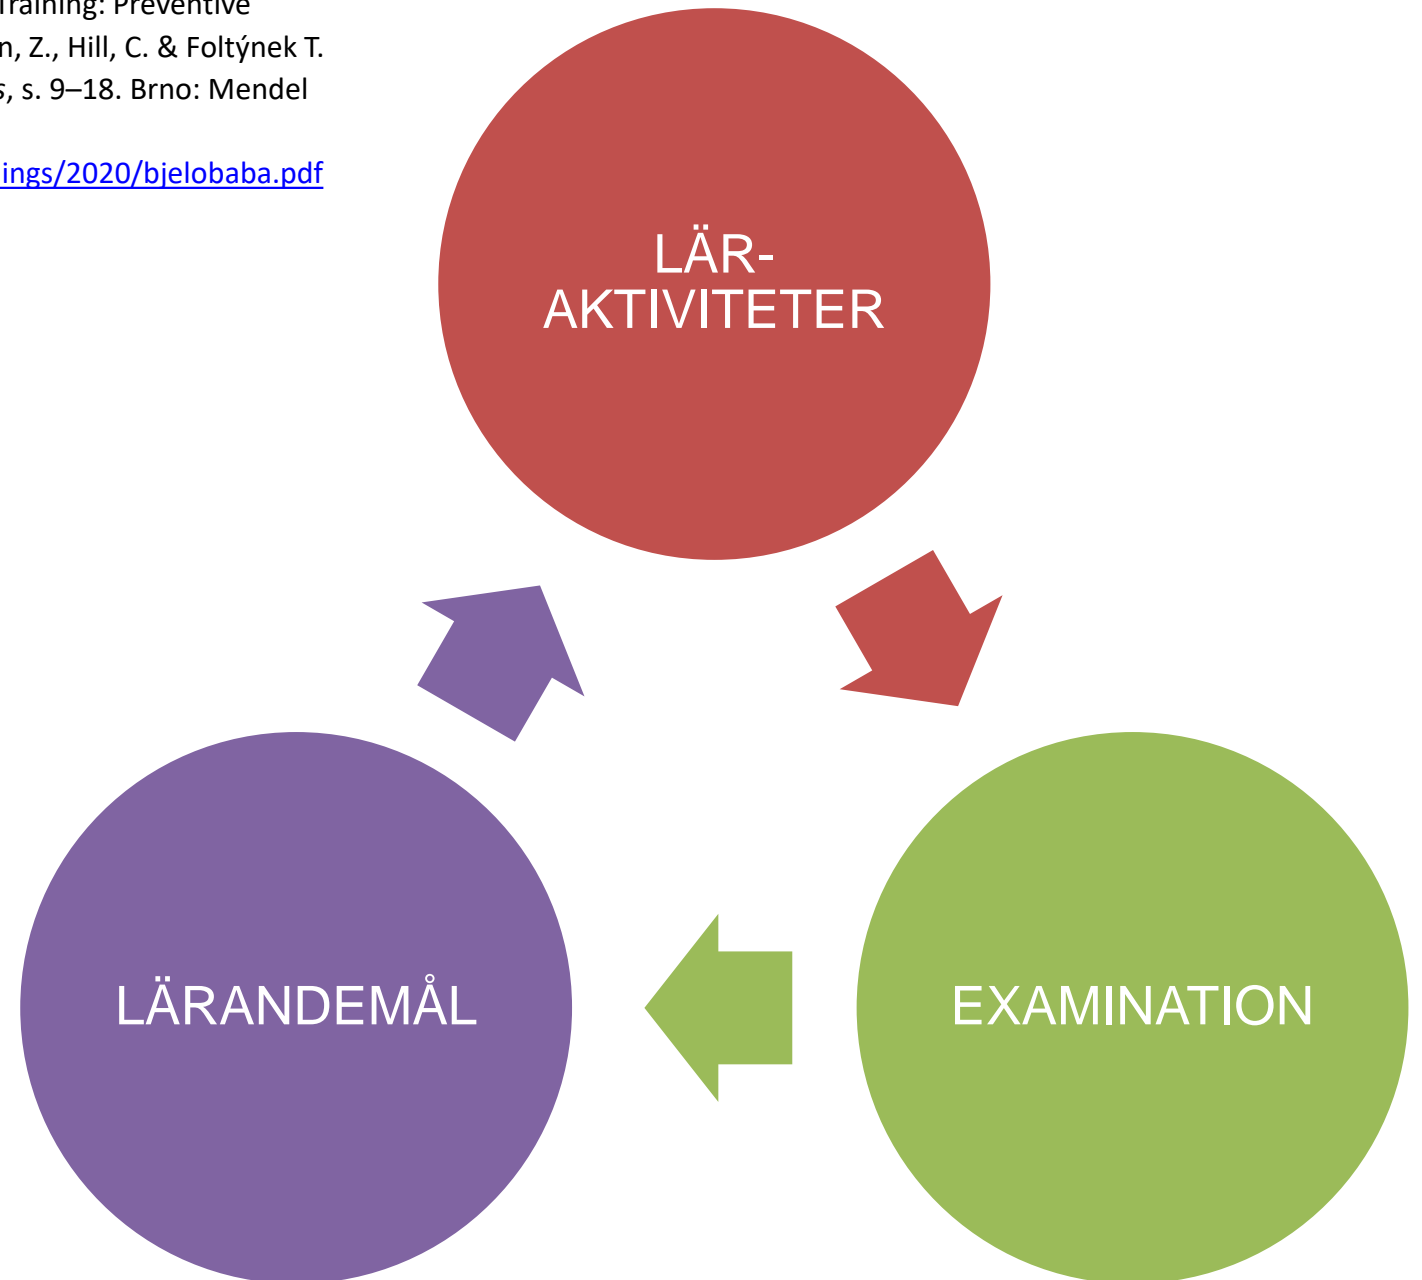 Training: Preventive
n, Z., Hill, C. & Foltýnek T.
s, s. 9–18. Brno: Mendel
ings/2020/bjelobaba.pdf
LÄR-
AKTIVITETER
LÄRANDEMÅL
EXAMINATION